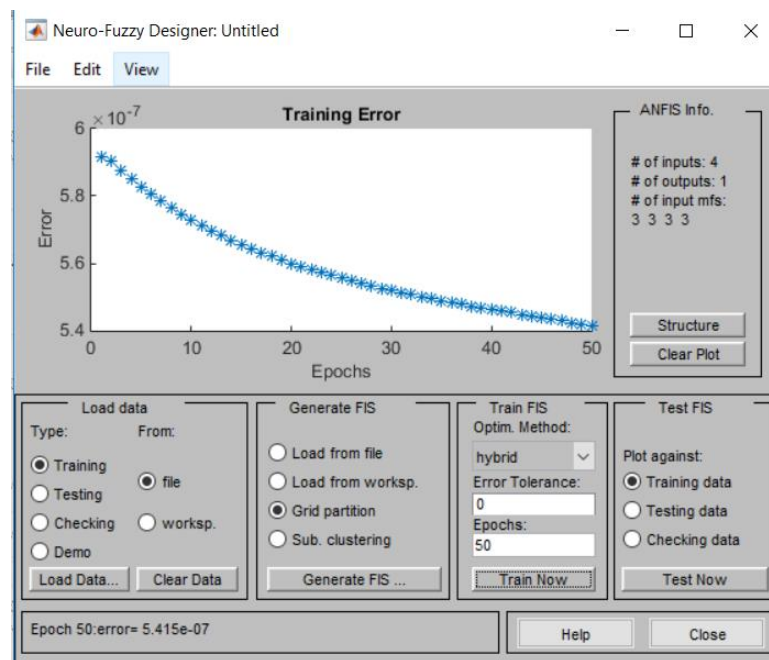 Neuro-Fuzzy Designer: Untitled
File Edit View
×10^-7
Training Error
6
5.8
5.6
5.4
Error
0 10 20 30 40 50
Epochs
ANFIS Info.
# of inputs: 4
# of outputs: 1
# of input mfs:
3 3 3 3
Structure
Clear Plot
Load data
Type: From:
Training
file
Testing
Checking
worksp.
Demo
Load Data... Clear Data
Generate FIS
Load from file
Load from worksp.
Grid partition
Sub. clustering
Generate FIS ...
Train FIS
Optim. Method:
hybrid
Error Tolerance:
0
Epochs:
50
Train Now
Test FIS
Plot against:
Training data
Testing data
Checking data
Test Now
Epoch 50:error= 5.415e-07
Help Close